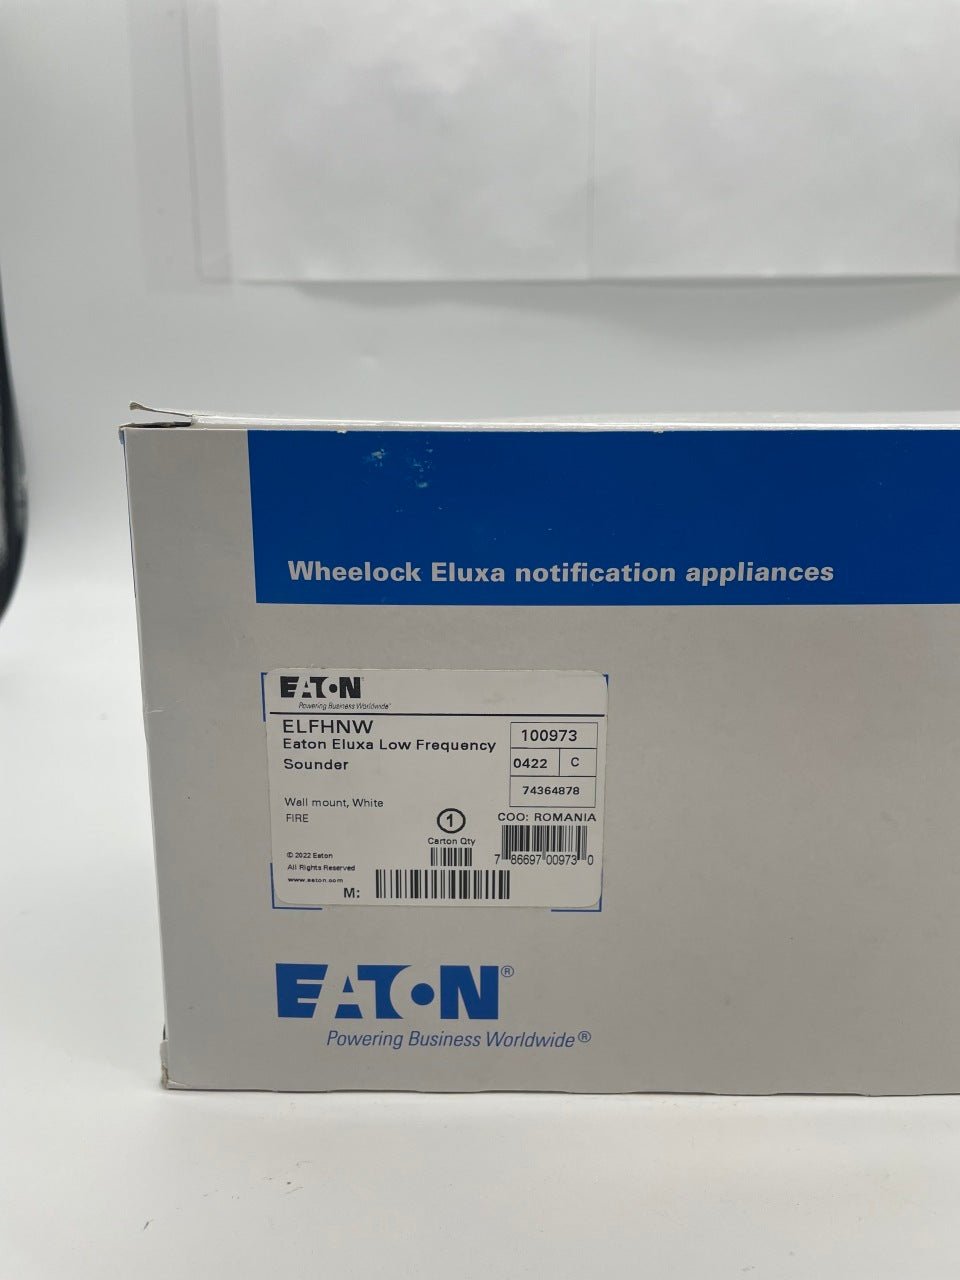 Wheelock Eluxa notification appliances
EATON
Powering Business Worldwide
ELFHNW
Eaton Eluxa Low Frequency
Sounder
100973
0422 C
74364878
Wall mount, White
FIRE
COO: ROMANIA
1
Carton Qty
7 86697 00973 0
© 2022 Eaton
All Rights Reserved
www.eaton.com
M:
EATON®
Powering Business Worldwide®